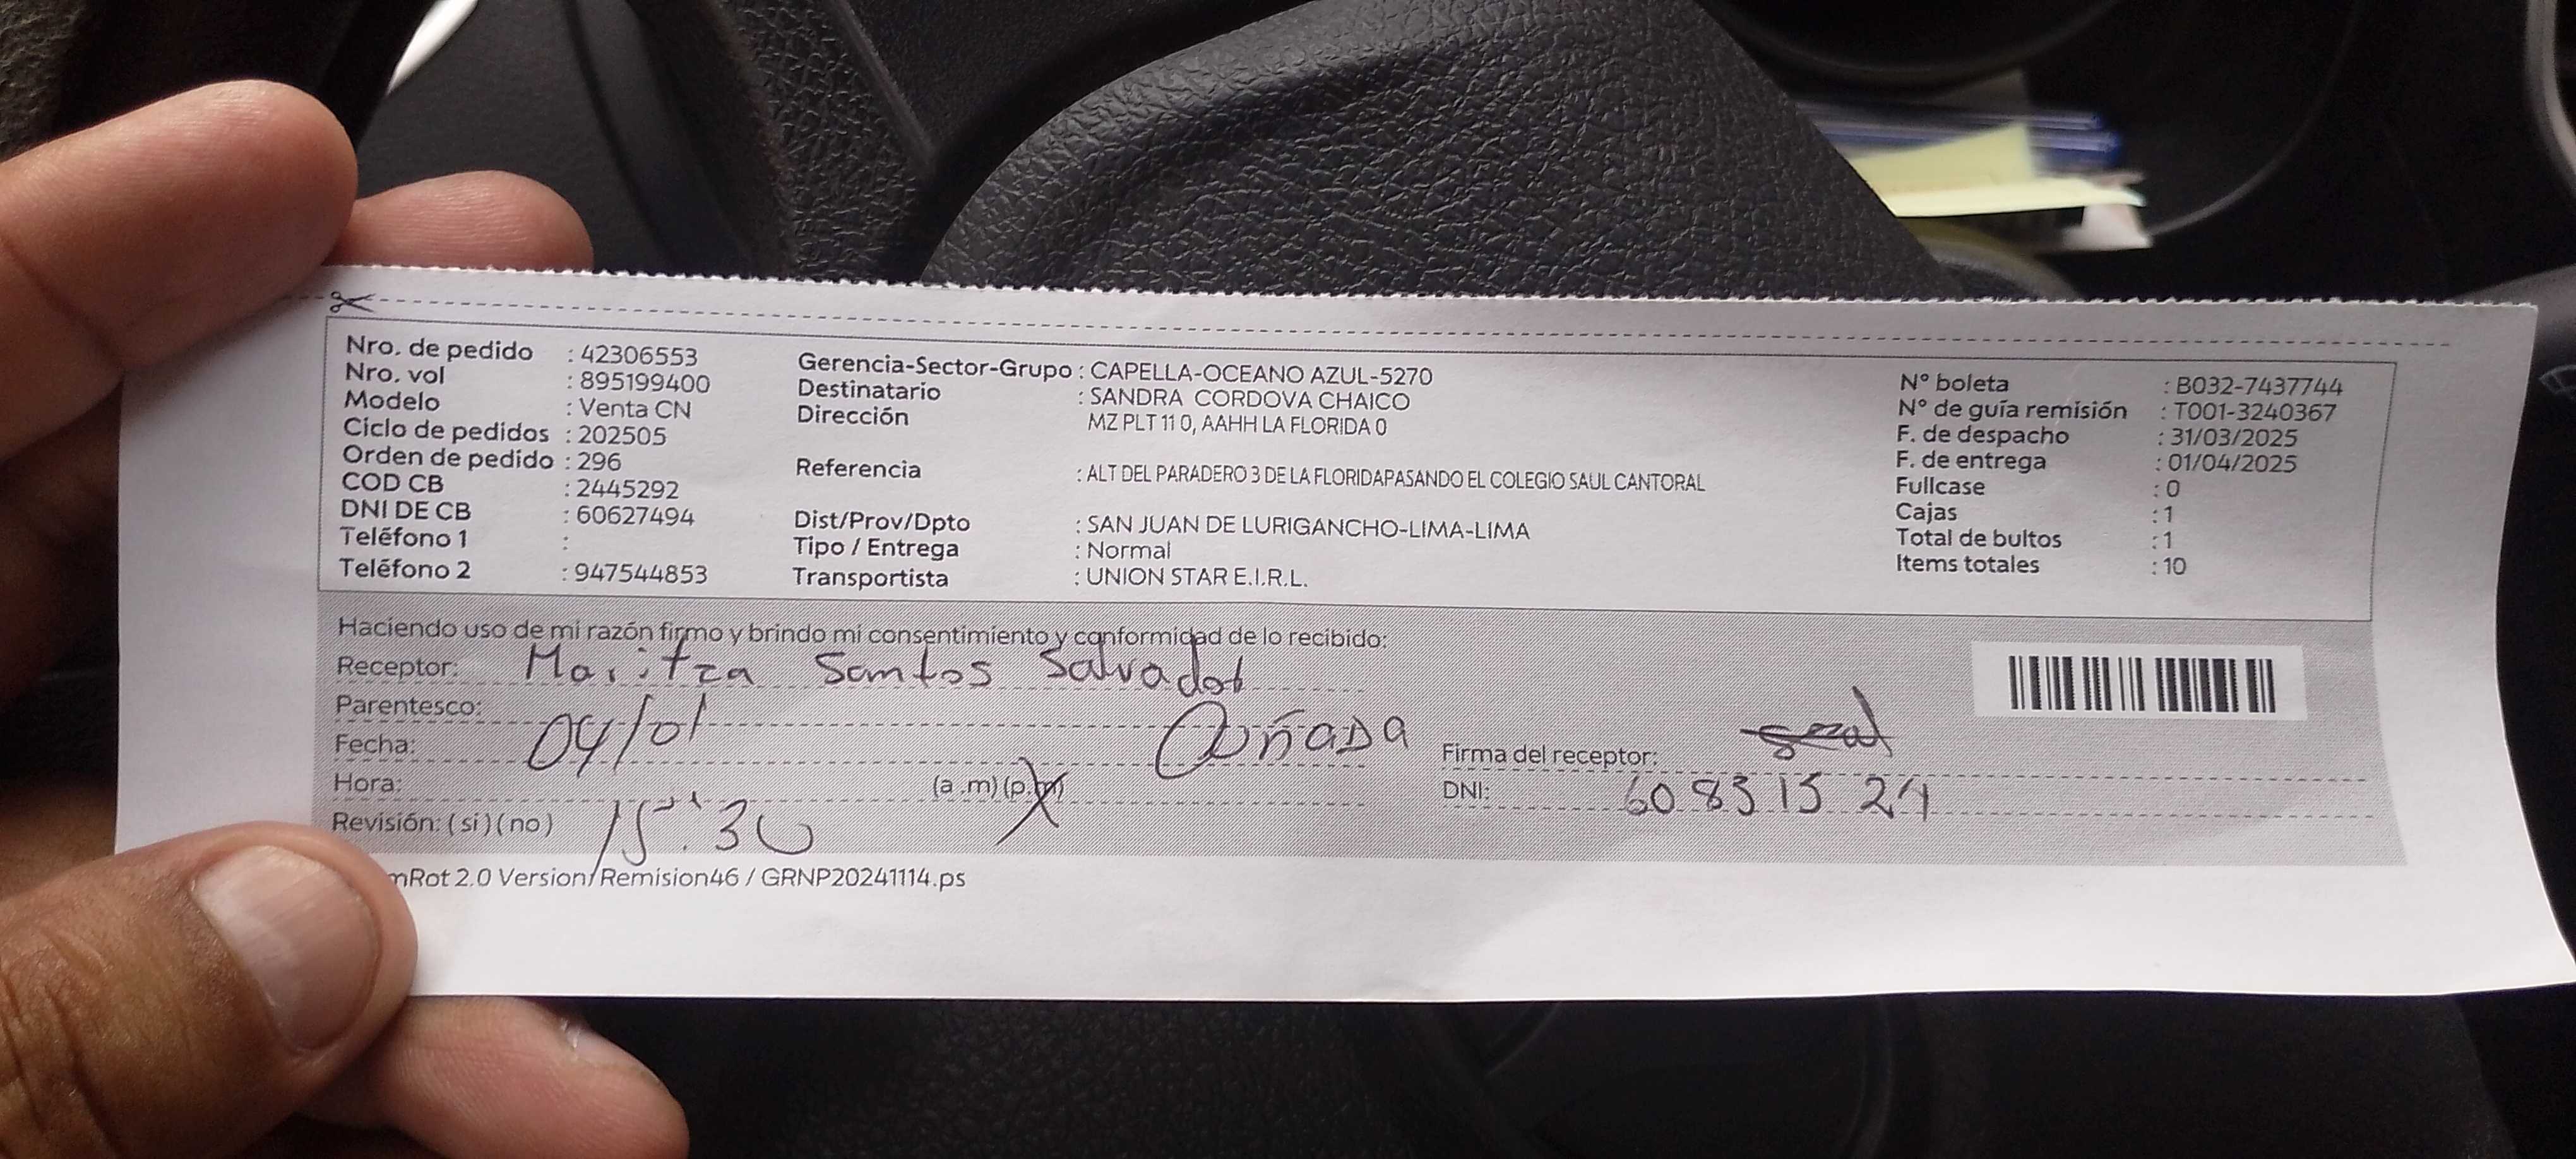 Nro. de pedido : 42306553
Nro. vol : 895199400
Modelo : Venta CN
Ciclo de pedidos : 202505
Orden de pedido : 296
COD CB : 2445292
DNI DE CB : 60627494
Teléfono 1 :
Teléfono 2 : 947544853
Gerencia-Sector-Grupo : CAPELLA-OCEANO AZUL-5270
Destinatario : SANDRA CORDOVA CHAICO
Dirección MZ PLT 11 0, AAHH LA FLORIDA 0
Referencia : ALT DEL PARADERO 3 DE LA FLORIDAPASANDO EL COLEGIO SAUL CANTORAL
Dist/Prov/Dpto : SAN JUAN DE LURIGANCHO-LIMA-LIMA
Tipo / Entrega : Normal
Transportista : UNION STAR E.I.R.L.
N° boleta : B032-7437744
N° de guía remisión : T001-3240367
F. de despacho : 31/03/2025
F. de entrega : 01/04/2025
Fullcase : 0
Cajas : 1
Total de bultos : 1
Items totales : 10
Haciendo uso de mi razón firmo y brindo mi consentimiento y conformidad de lo recibido:
Receptor: Maritza Santos Salvador
Parentesco: Cuñada
Fecha: 04/01
Hora: 15:30 (a.m)(p.m)
Revisión: (si)(no)
Firma del receptor:
DNI: 60831524
mRot 2.0 Version/Remision46 / GRNP20241114.ps